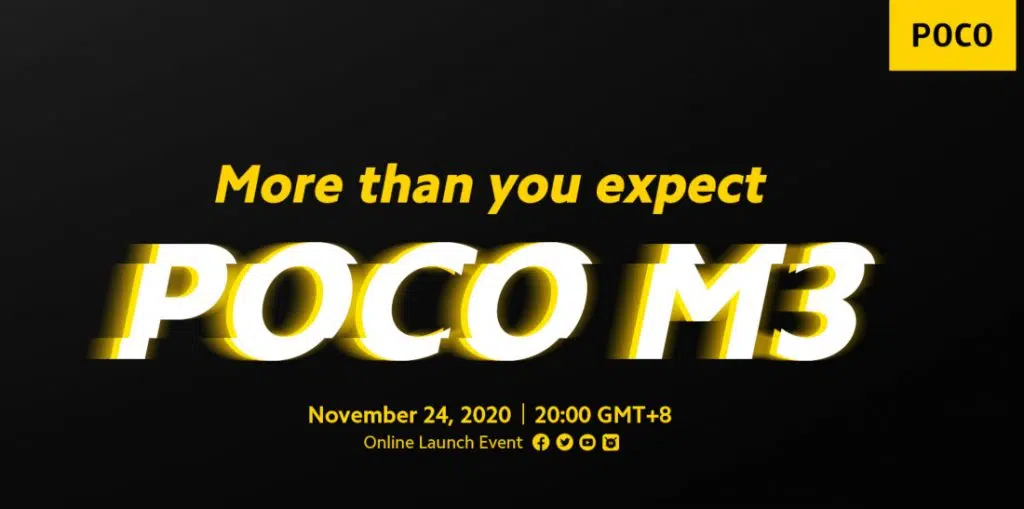 POCO
More than you expect
POCO M3
November 24, 2020 | 20:00 GMT+8
Online Launch Event